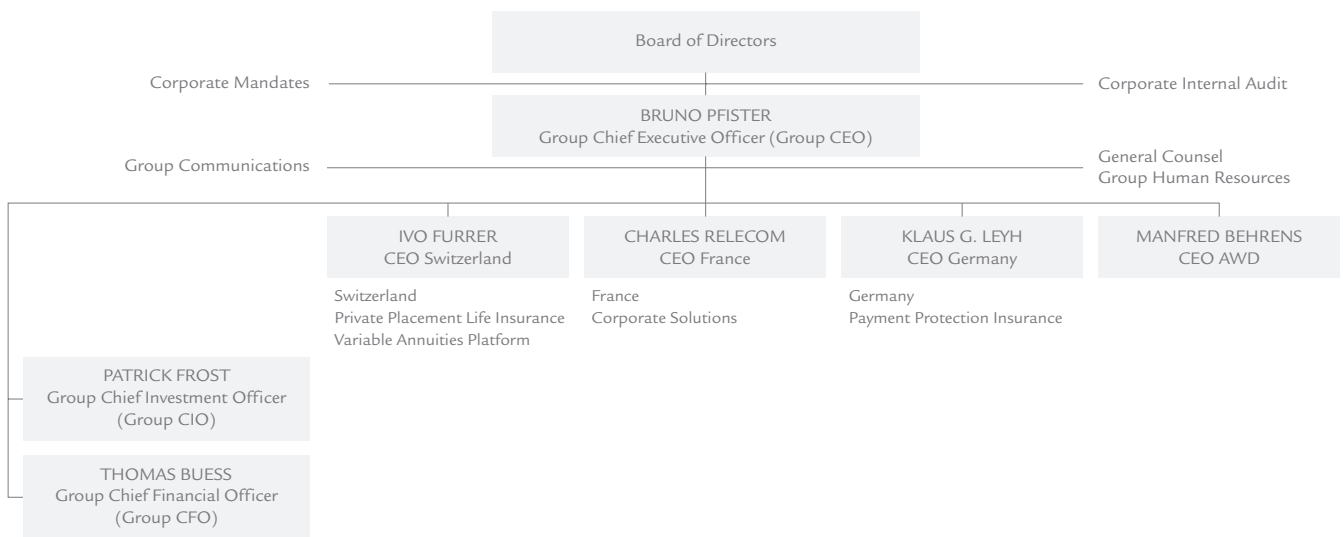 Board of Directors
Corporate Mandates
Corporate Internal Audit
BRUNO PFISTER
Group Chief Executive Officer (Group CEO)
Group Communications
General Counsel
Group Human Resources
IVO FURRER
CEO Switzerland
Switzerland
Private Placement Life Insurance
Variable Annuities Platform
CHARLES RELECOM
CEO France
France
Corporate Solutions
KLAUS G. LEYH
CEO Germany
Germany
Payment Protection Insurance
MANFRED BEHRENS
CEO AWD
PATRICK FROST
Group Chief Investment Officer
(Group CIO)
THOMAS BUESS
Group Chief Financial Officer
(Group CFO)